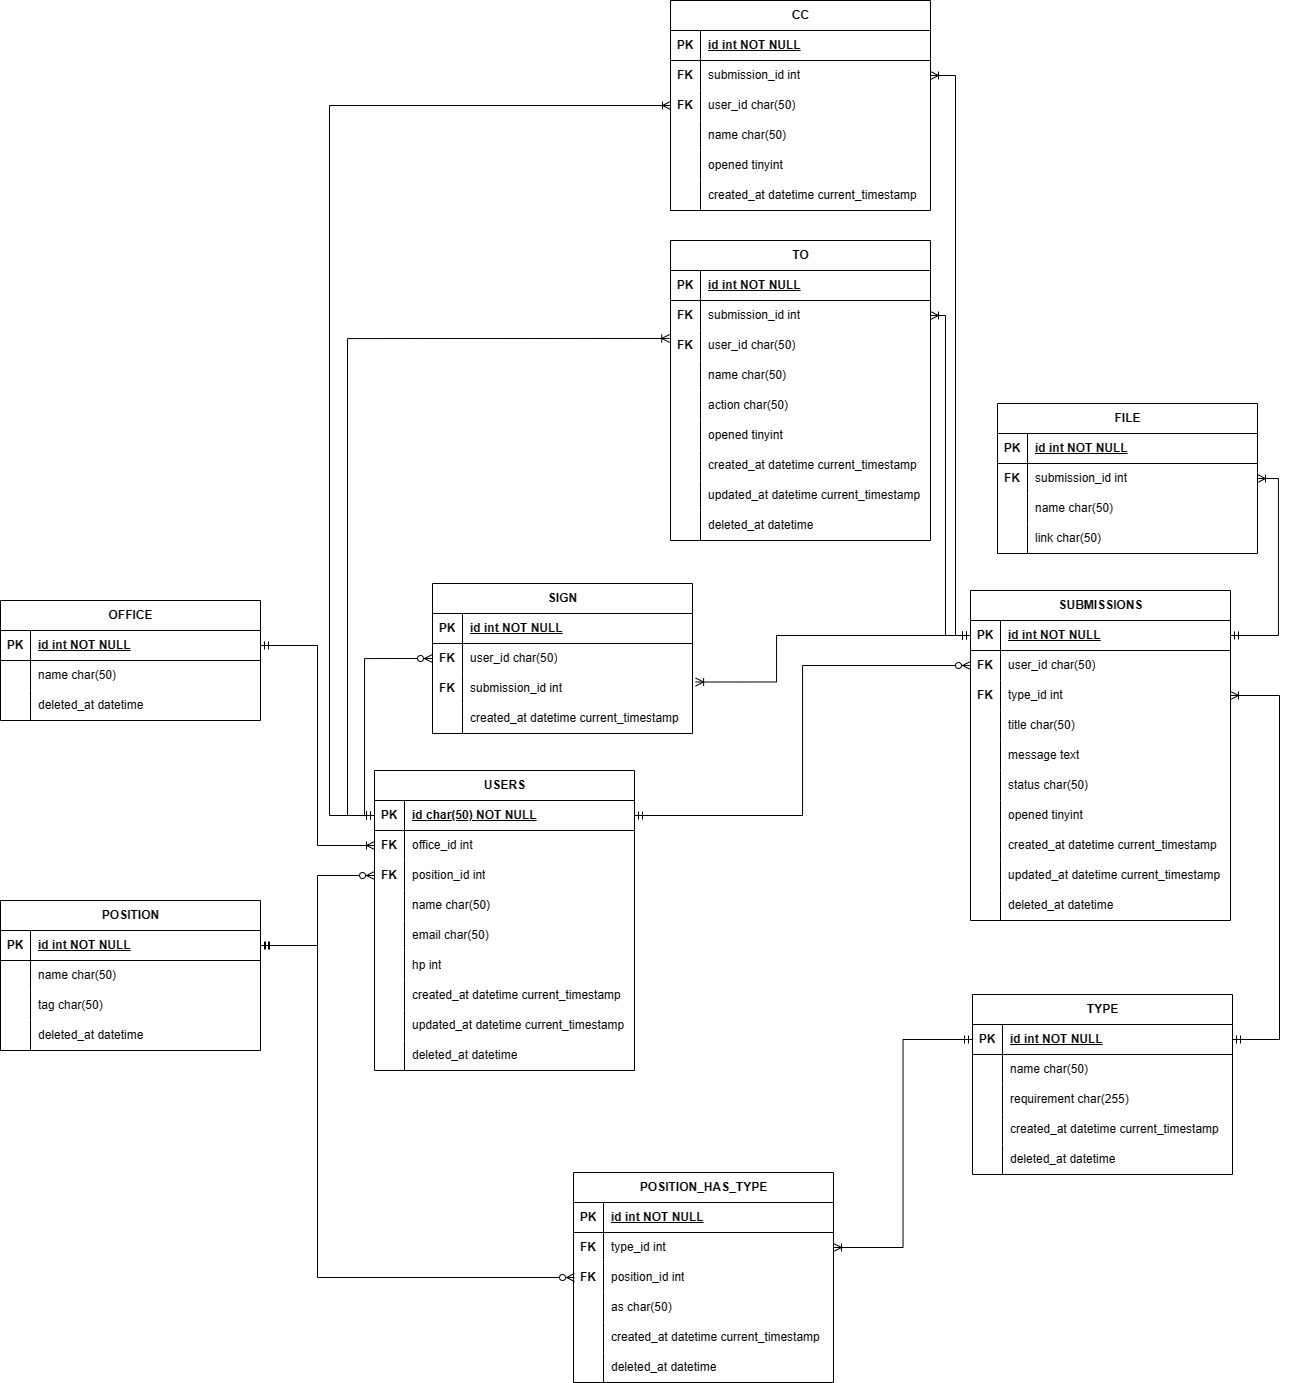 CC
PK id int NOT NULL
FK submission_id int
FK user_id char(50)
name char(50)
opened tinyint
created_at datetime current_timestamp
TO
PK id int NOT NULL
FK submission_id int
FK user_id char(50)
name char(50)
action char(50)
opened tinyint
created_at datetime current_timestamp
updated_at datetime current_timestamp
deleted_at datetime
FILE
PK id int NOT NULL
FK submission_id int
name char(50)
link char(50)
SIGN
PK id int NOT NULL
FK user_id char(50)
FK submission_id int
created_at datetime current_timestamp
SUBMISSIONS
PK id int NOT NULL
FK user_id char(50)
FK type_id int
title char(50)
message text
status char(50)
opened tinyint
created_at datetime current_timestamp
updated_at datetime current_timestamp
deleted_at datetime
OFFICE
PK id int NOT NULL
name char(50)
deleted_at datetime
USERS
PK id char(50) NOT NULL
FK office_id int
FK position_id int
name char(50)
email char(50)
hp int
created_at datetime current_timestamp
updated_at datetime current_timestamp
deleted_at datetime
POSITION
PK id int NOT NULL
name char(50)
tag char(50)
deleted_at datetime
TYPE
PK id int NOT NULL
name char(50)
requirement char(255)
created_at datetime current_timestamp
deleted_at datetime
POSITION_HAS_TYPE
PK id int NOT NULL
FK type_id int
FK position_id int
as char(50)
created_at datetime current_timestamp
deleted_at datetime